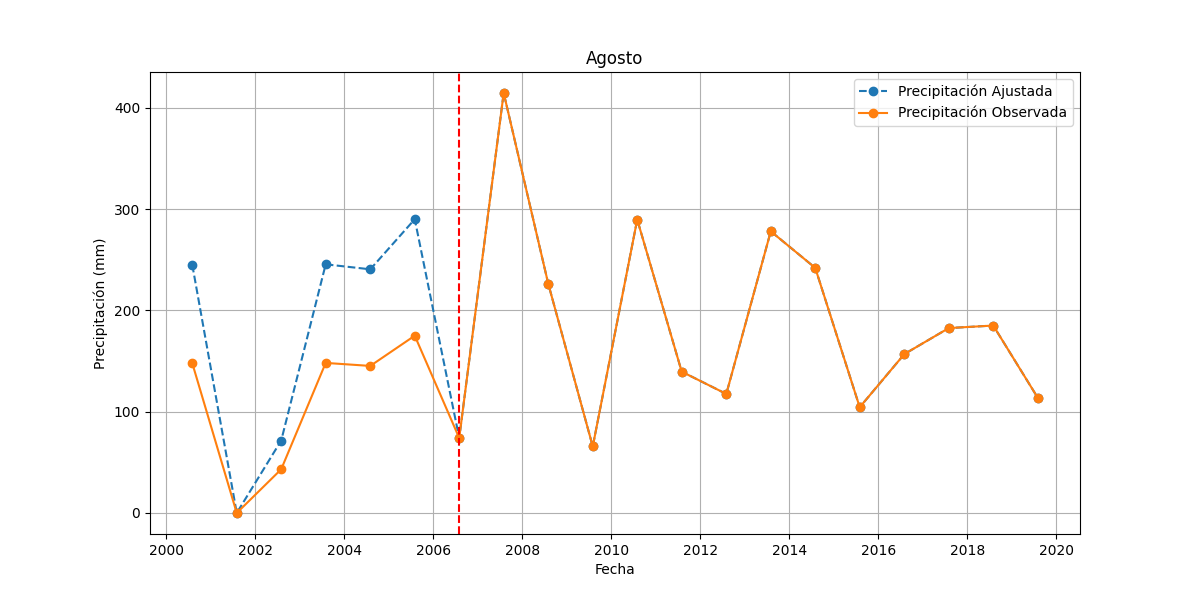 Agosto
Precipitación Ajustada
Precipitación Observada
Precipitación (mm)
400
300
200
100
0
2000 2002 2004 2006 2008 2010 2012 2014 2016 2018 2020
Fecha